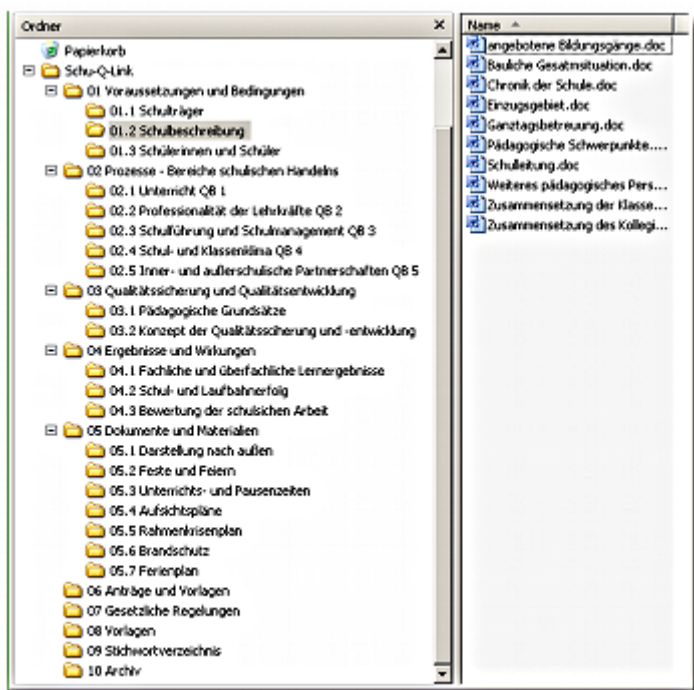 Ordner
Papierkorb
Schu-Q-Link
01 Voraussetzungen und Bedingungen
01.1 Schulträger
01.2 Schulbeschreibung
01.3 Schülerinnen und Schüler
02 Prozesse - Bereiche schulischen Handelns
02.1 Unterricht QB 1
02.2 Professionalität der Lehrkräfte QB 2
02.3 Schulführung und Schulmanagement QB 3
02.4 Schul- und Klassenklima QB 4
02.5 Inner- und außerschulische Partnerschaften QB 5
03 Qualitätssicherung und Qualitätsentwicklung
03.1 Pädagogische Grundsätze
03.2 Konzept der Qualitätssciherung und -entwicklung
04 Ergebnisse und Wirkungen
04.1 Fachliche und überfachliche Lernergebnisse
04.2 Schul- und Laufbahnerfolg
04.3 Bewertung der schulsichen Arbeit
05 Dokumente und Materialien
05.1 Darstellung nach außen
05.2 Feste und Feiern
05.3 Unterrichts- und Pausenzeiten
05.4 Aufsichtspläne
05.5 Rahmenkrisenplan
05.6 Brandschutz
05.7 Ferienplan
06 Anträge und Vorlagen
07 Gesetzliche Regelungen
08 Vorlagen
09 Stichwortverzeichnis
10 Archiv
Name
angebotene Bildungsgänge.doc
Bauliche Gesatmsituation.doc
Chronik der Schule.doc
Einzugsgebiet.doc
Ganztagsbetreuung.doc
Pädagogische Schwerpunkte....
Schulleitung.doc
Weiteres pädagogisches Pers...
Zusammensetzung der Klasse...
Zusammensetzung des Kollegi...